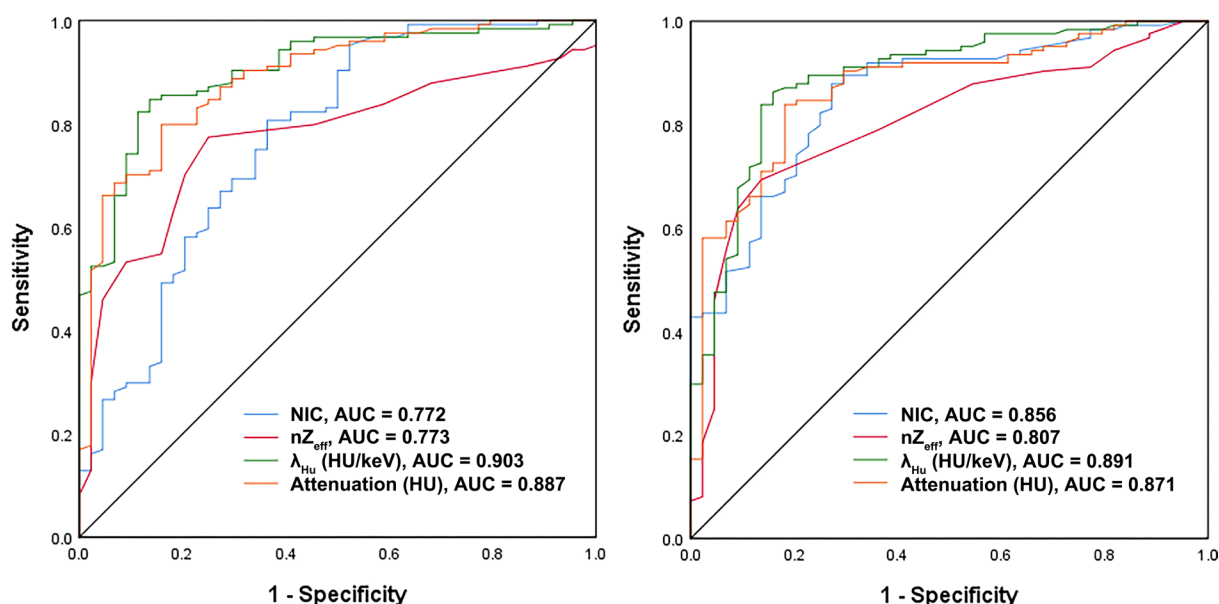 1.0
0.8
0.6
0.4
0.2
0.0
Sensitivity
NIC, AUC = 0.772
nZeff, AUC = 0.773
λHu (HU/keV), AUC = 0.903
Attenuation (HU), AUC = 0.887
0.0 0.2 0.4 0.6 0.8 1.0
1 - Specificity
1.0
0.8
0.6
0.4
0.2
0.0
Sensitivity
NIC, AUC = 0.856
nZeff, AUC = 0.807
λHu (HU/keV), AUC = 0.891
Attenuation (HU), AUC = 0.871
0.0 0.2 0.4 0.6 0.8 1.0
1 - Specificity